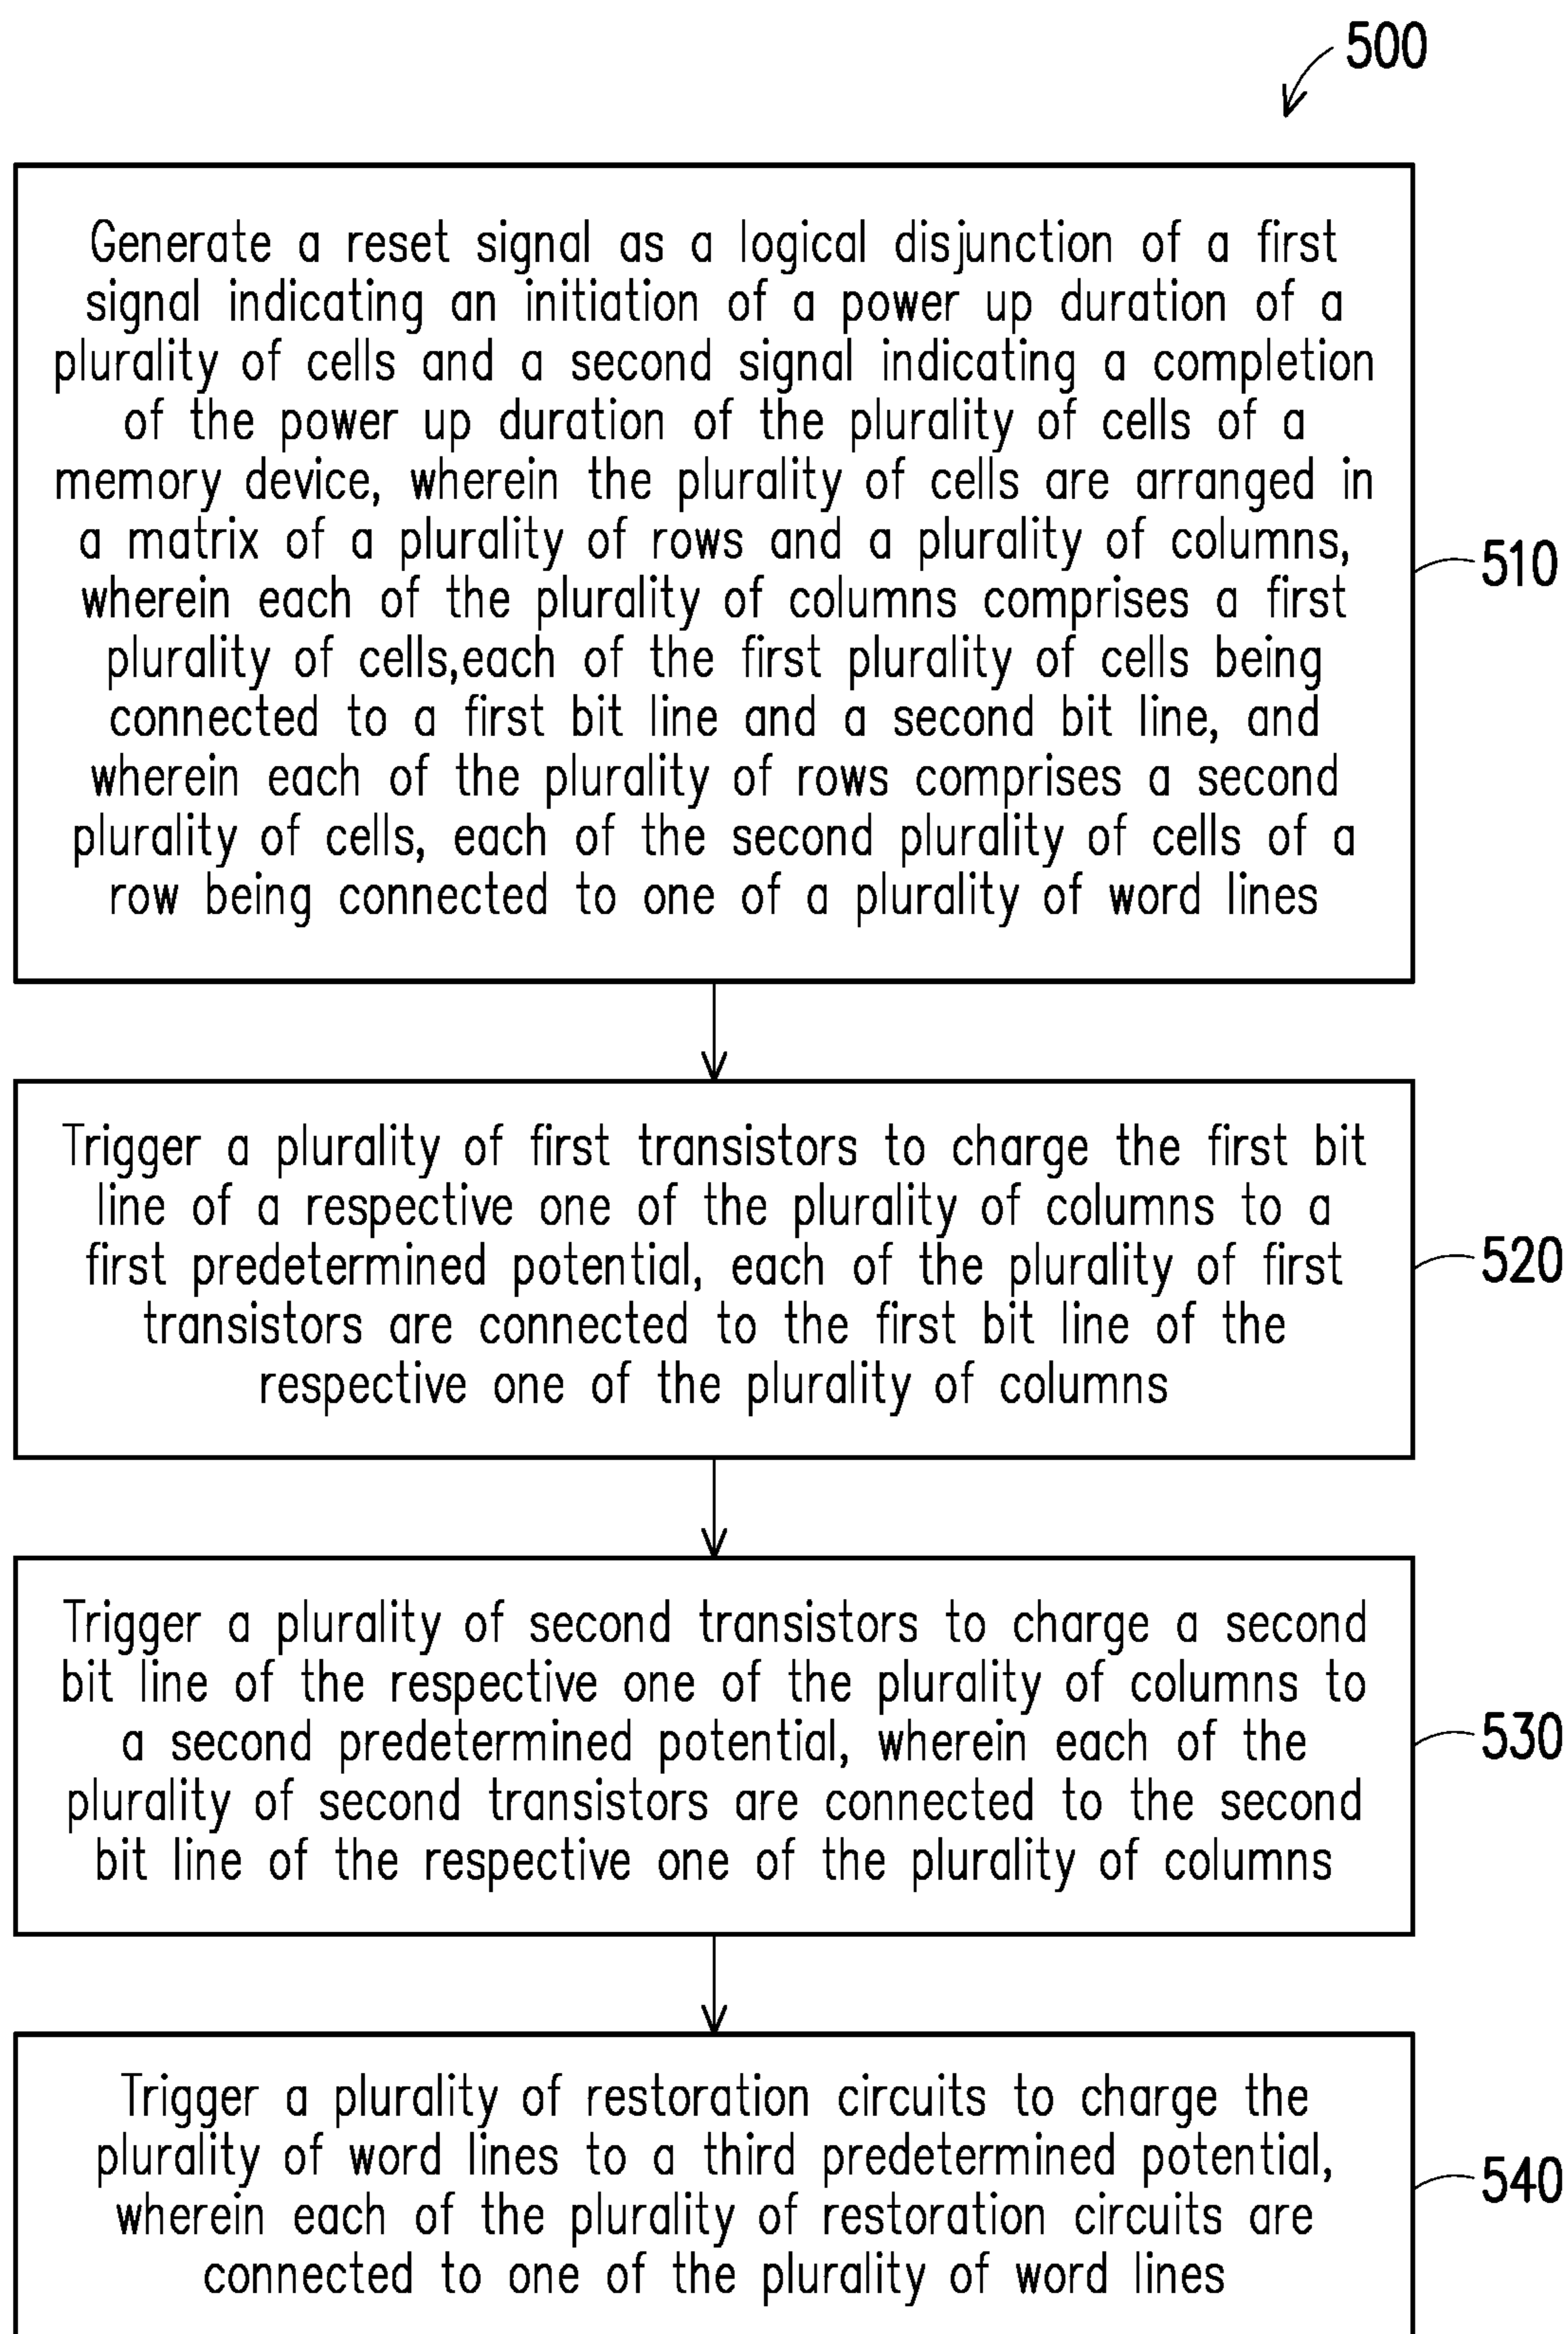 500
Generate a reset signal as a logical disjunction of a first
signal indicating an initiation of a power up duration of a
plurality of cells and a second signal indicating a completion
of the power up duration of the plurality of cells of a
memory device, wherein the plurality of cells are arranged in
a matrix of a plurality of rows and a plurality of columns,
wherein each of the plurality of columns comprises a first
plurality of cells,each of the first plurality of cells being
connected to a first bit line and a second bit line, and
wherein each of the plurality of rows comprises a second
plurality of cells, each of the second plurality of cells of a
row being connected to one of a plurality of word lines
510
Trigger a plurality of first transistors to charge the first bit
line of a respective one of the plurality of columns to a
first predetermined potential, each of the plurality of first
transistors are connected to the first bit line of the
respective one of the plurality of columns
520
Trigger a plurality of second transistors to charge a second
bit line of the respective one of the plurality of columns to
a second predetermined potential, wherein each of the
plurality of second transistors are connected to the second
bit line of the respective one of the plurality of columns
530
Trigger a plurality of restoration circuits to charge the
plurality of word lines to a third predetermined potential,
wherein each of the plurality of restoration circuits are
connected to one of the plurality of word lines
540